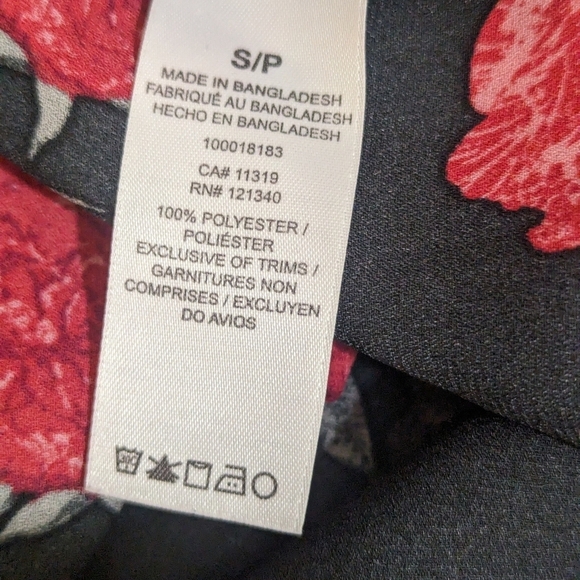 S/P
MADE IN BANGLADESH
FABRIQUÉ AU BANGLADESH
HECHO EN BANGLADESH
100018183
CA# 11319
RN# 121340
100% POLYESTER /
POLIÉSTER
EXCLUSIVE OF TRIMS /
GARNITURES NON
COMPRISES / EXCLUYEN
DO AVIOS